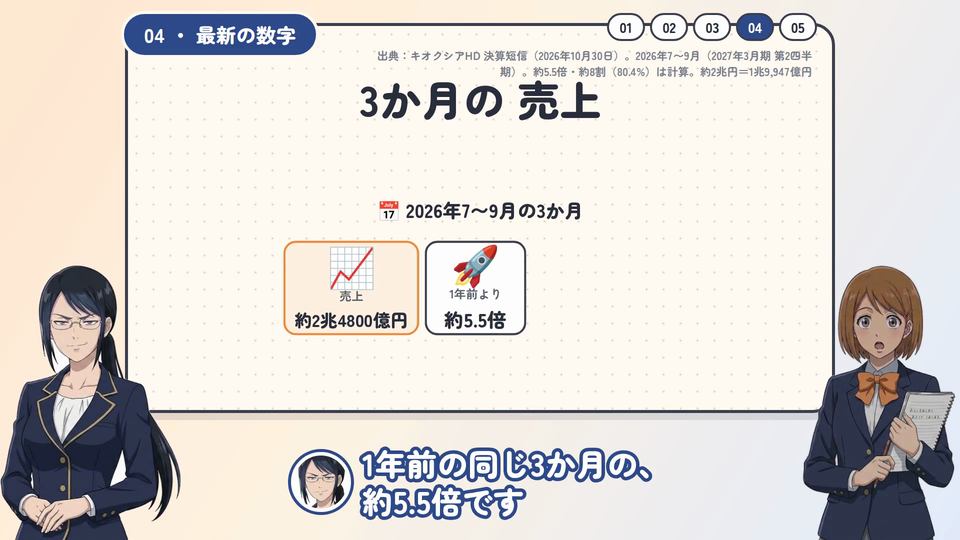 04 ・ 最新の数字
01 02 03 04 05
出典：キオクシアHD 決算短信（2026年10月30日）。2026年7〜9月（2027年3月期 第2四半
期）。約5.5倍・約8割（80.4%）は計算。約2兆円＝1兆9,947億円
3か月の 売上
July 17 2026年7〜9月の3か月
売上
約2兆4800億円
1年前より
約5.5倍
1年前の同じ3か月の、
約5.5倍です